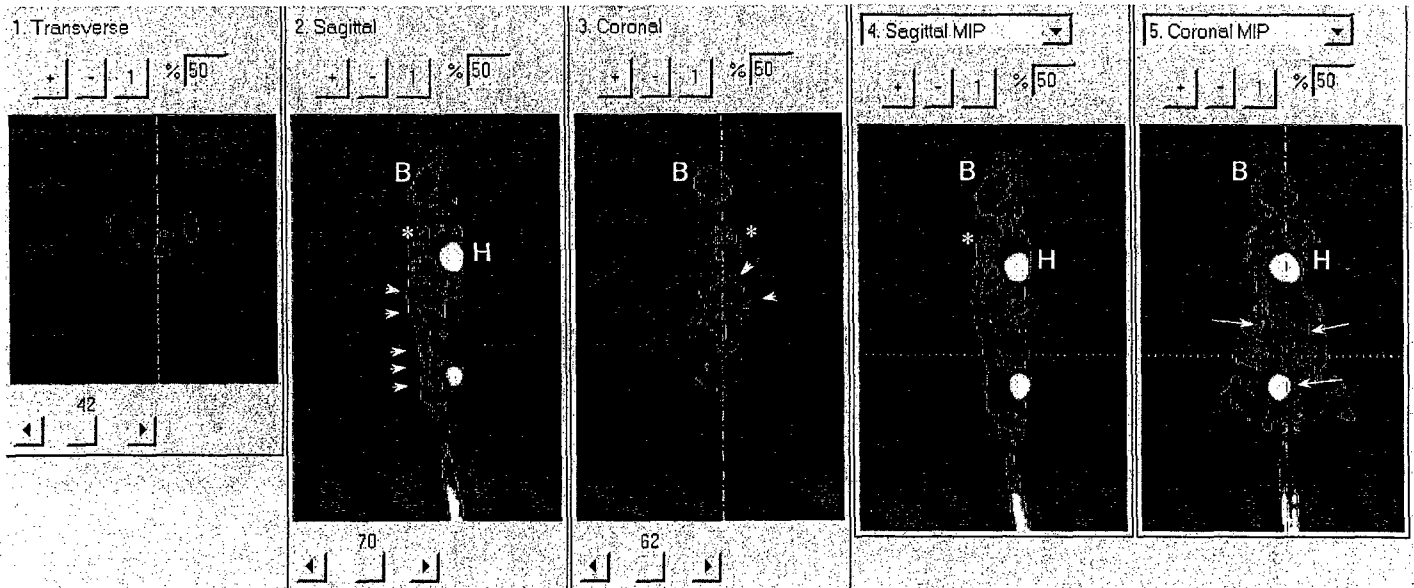 1. Transverse
+ - 1 % 50
42
2. Sagittal
+ - 1 % 50
B
*
H
70
3. Coronal
+ - 1 % 50
B
*
62
4. Sagittal MIP
+ - 1 % 50
B
*
H
5. Coronal MIP
+ - 1 % 50
B
H